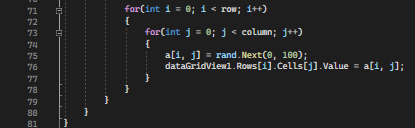 71 for(int i = 0; i < row; i++)
72 {
73 for(int j = 0; j < column; j++)
74 {
75 a[i, j] = rand.Next(0, 100);
76 dataGridView1.Rows[i].Cells[j].Value = a[i, j];
77 }
78 }
79 }
80 }
81 }